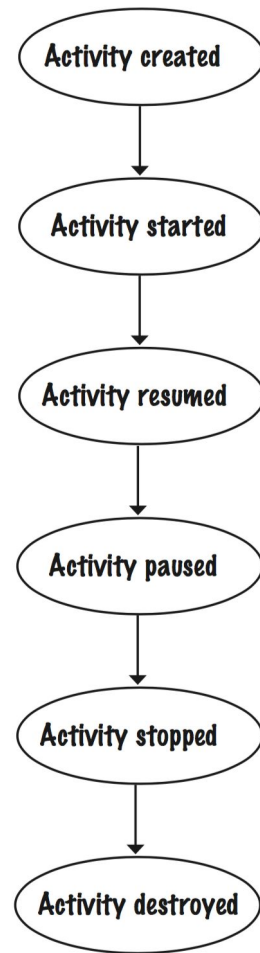 Activity created
Activity started
Activity resumed
Activity paused
Activity stopped
Activity destroyed